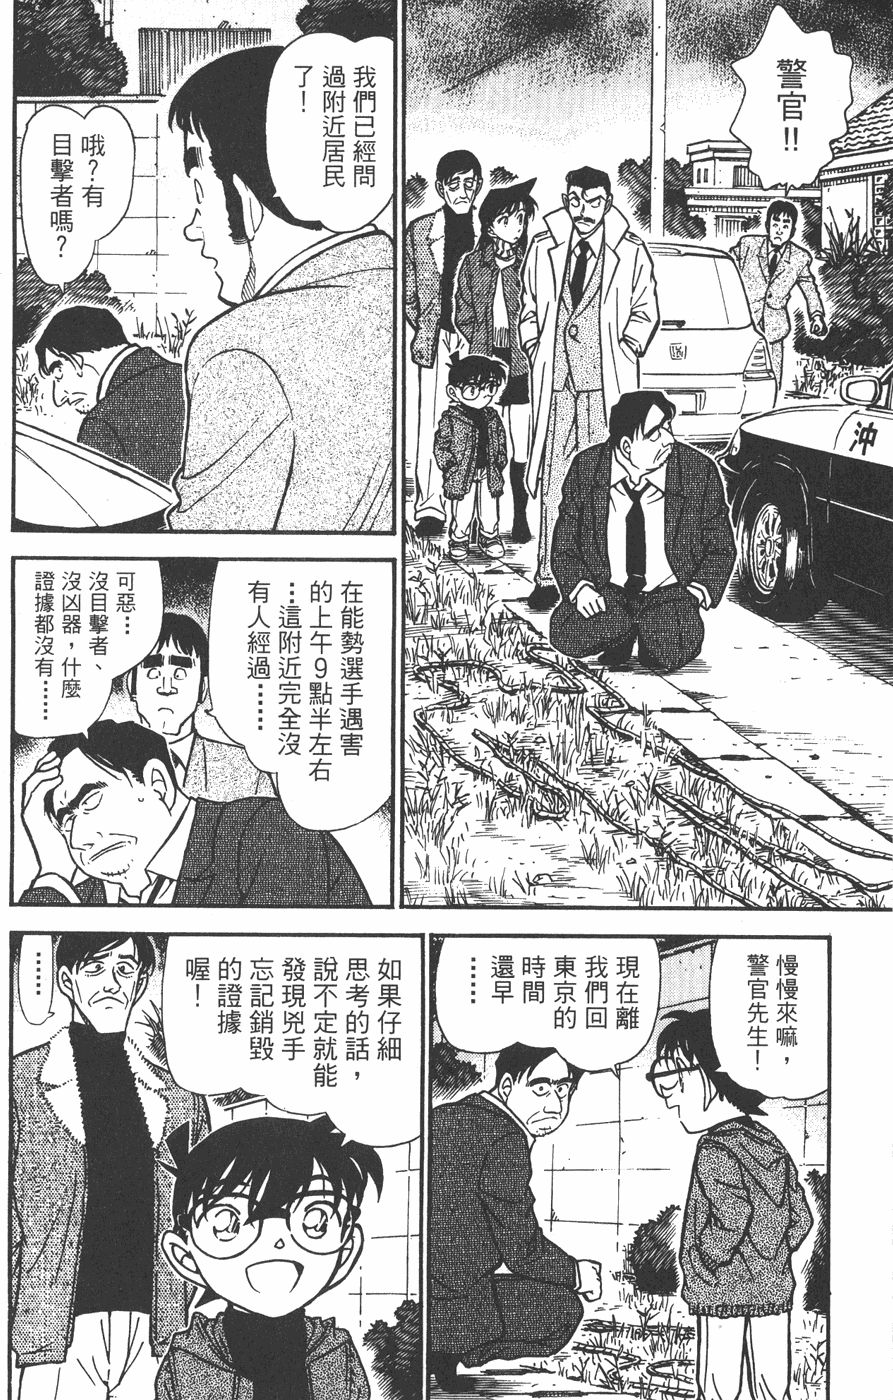 警官!!
沖
我們已經問
過附近居民
了!
哦?有
目擊者嗎?
在能勢選手遇害
的上午9點半左右
…這附近完全沒
有人經過……
可惡…
沒目擊者、
沒凶器,什麼
證據都沒有……
慢慢來嘛,
警官先生!
現在離
我們回
東京的
時間
還早
……
如果仔細
思考的話,
說不定就能
發現兇手
忘記銷毀
的證據
喔!
……